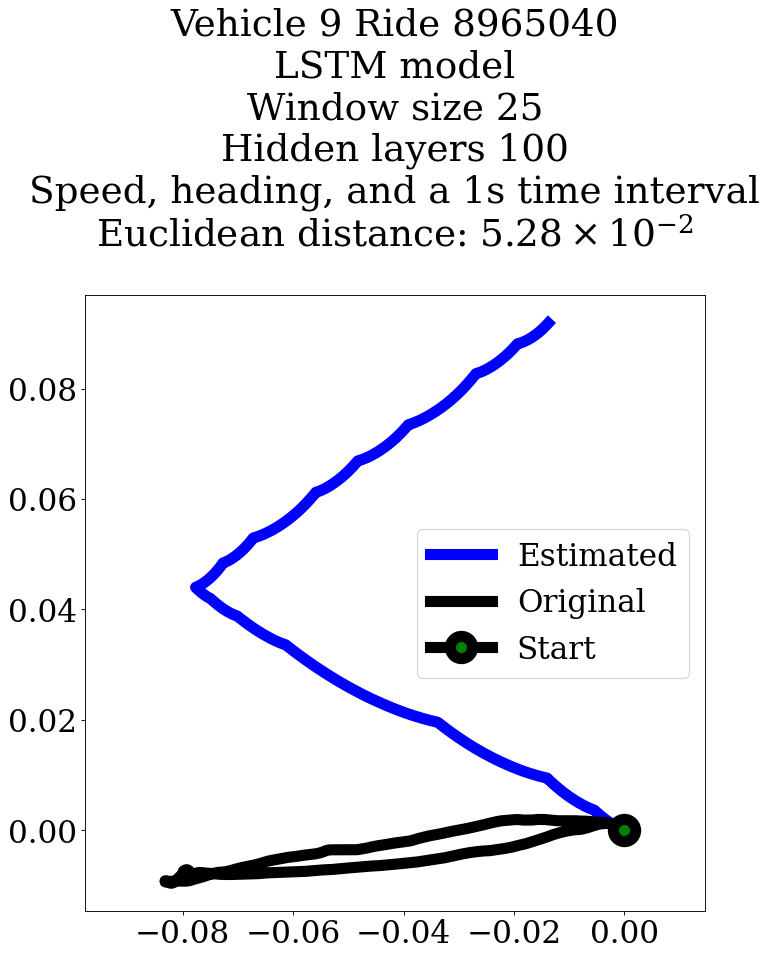 Vehicle 9 Ride 8965040
LSTM model
Window size 25
Hidden layers 100
Speed, heading, and a 1s time interval
Euclidean distance: 5.28 × 10⁻²
0.08
0.06
Estimated
Original
Start
0.04
0.02
0.00
−0.08 −0.06 −0.04 −0.02 0.00